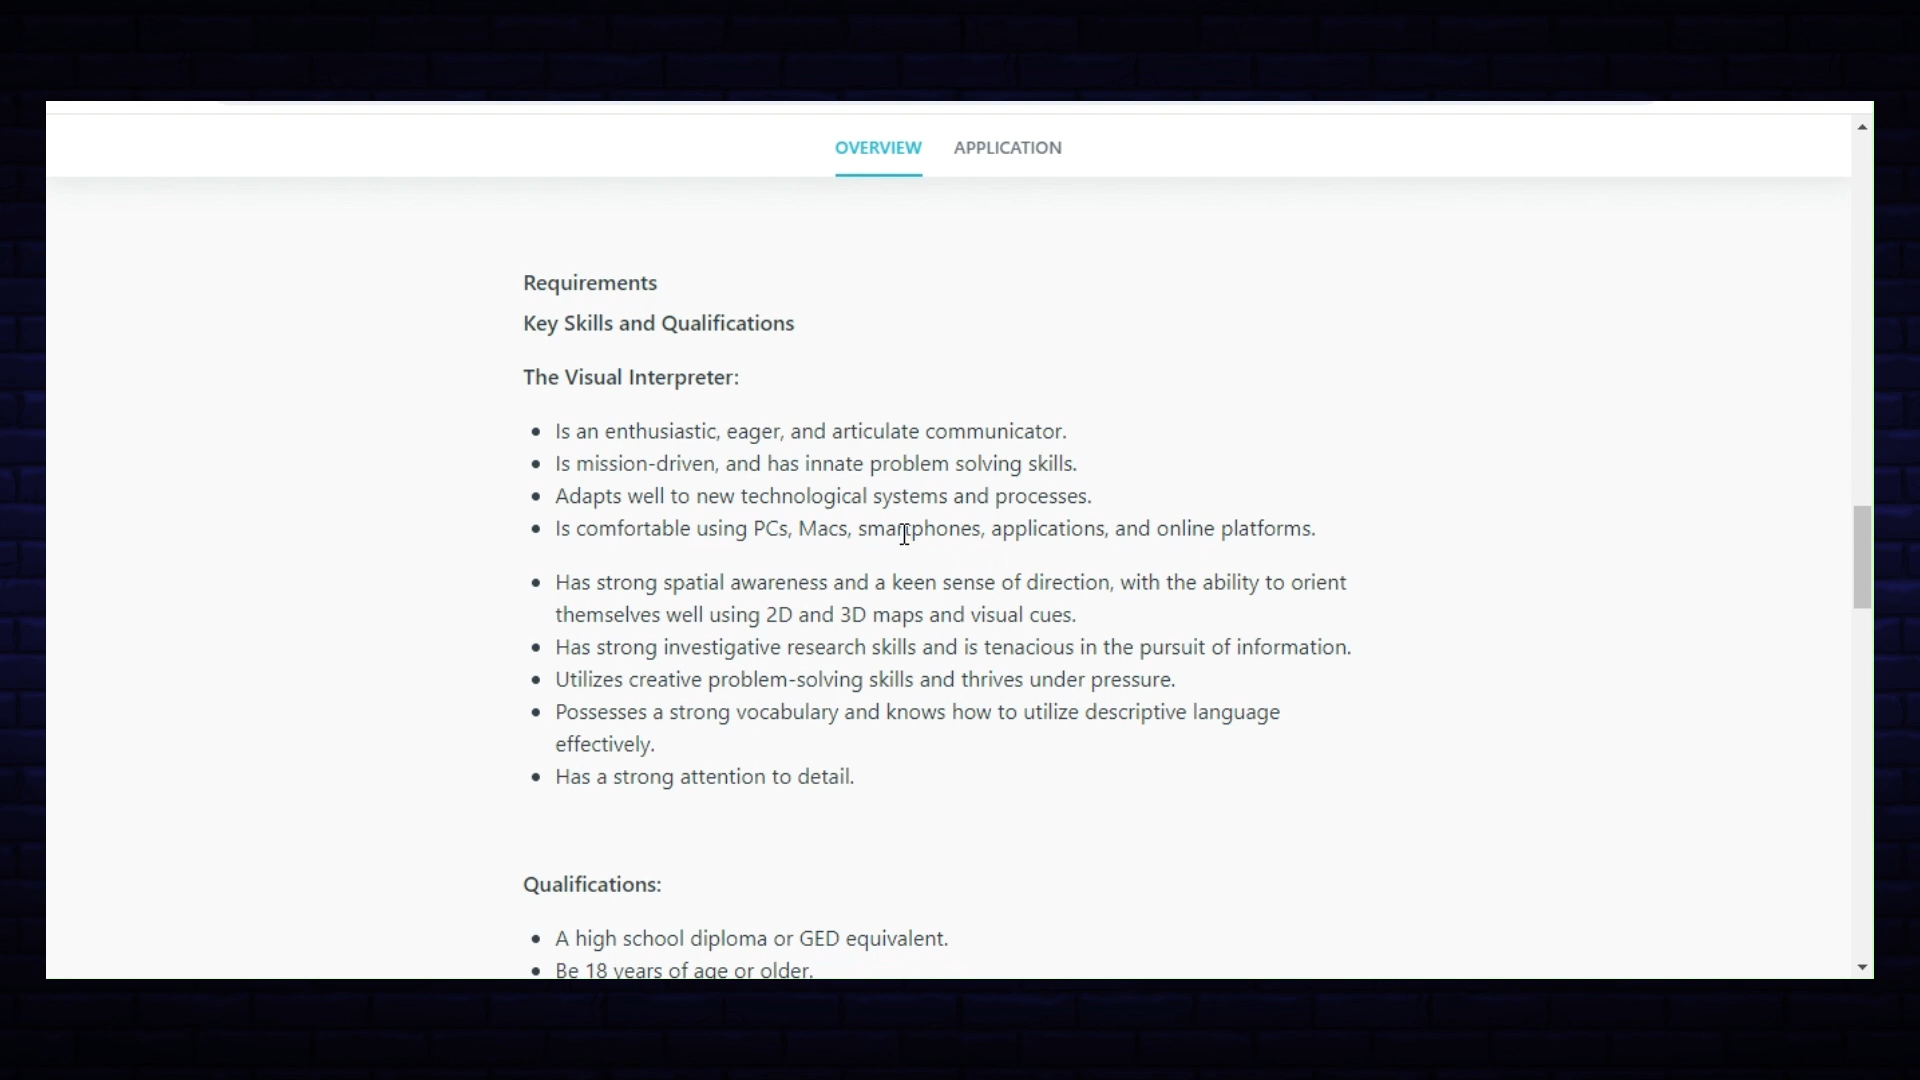 OVERVIEW APPLICATION
Requirements
Key Skills and Qualifications
The Visual Interpreter:
• Is an enthusiastic, eager, and articulate communicator.
• Is mission-driven, and has innate problem solving skills.
• Adapts well to new technological systems and processes.
• Is comfortable using PCs, Macs, smartphones, applications, and online platforms.
• Has strong spatial awareness and a keen sense of direction, with the ability to orient
themselves well using 2D and 3D maps and visual cues.
• Has strong investigative research skills and is tenacious in the pursuit of information.
• Utilizes creative problem-solving skills and thrives under pressure.
• Possesses a strong vocabulary and knows how to utilize descriptive language
effectively.
• Has a strong attention to detail.
Qualifications:
• A high school diploma or GED equivalent.
• Be 18 years of age or older.